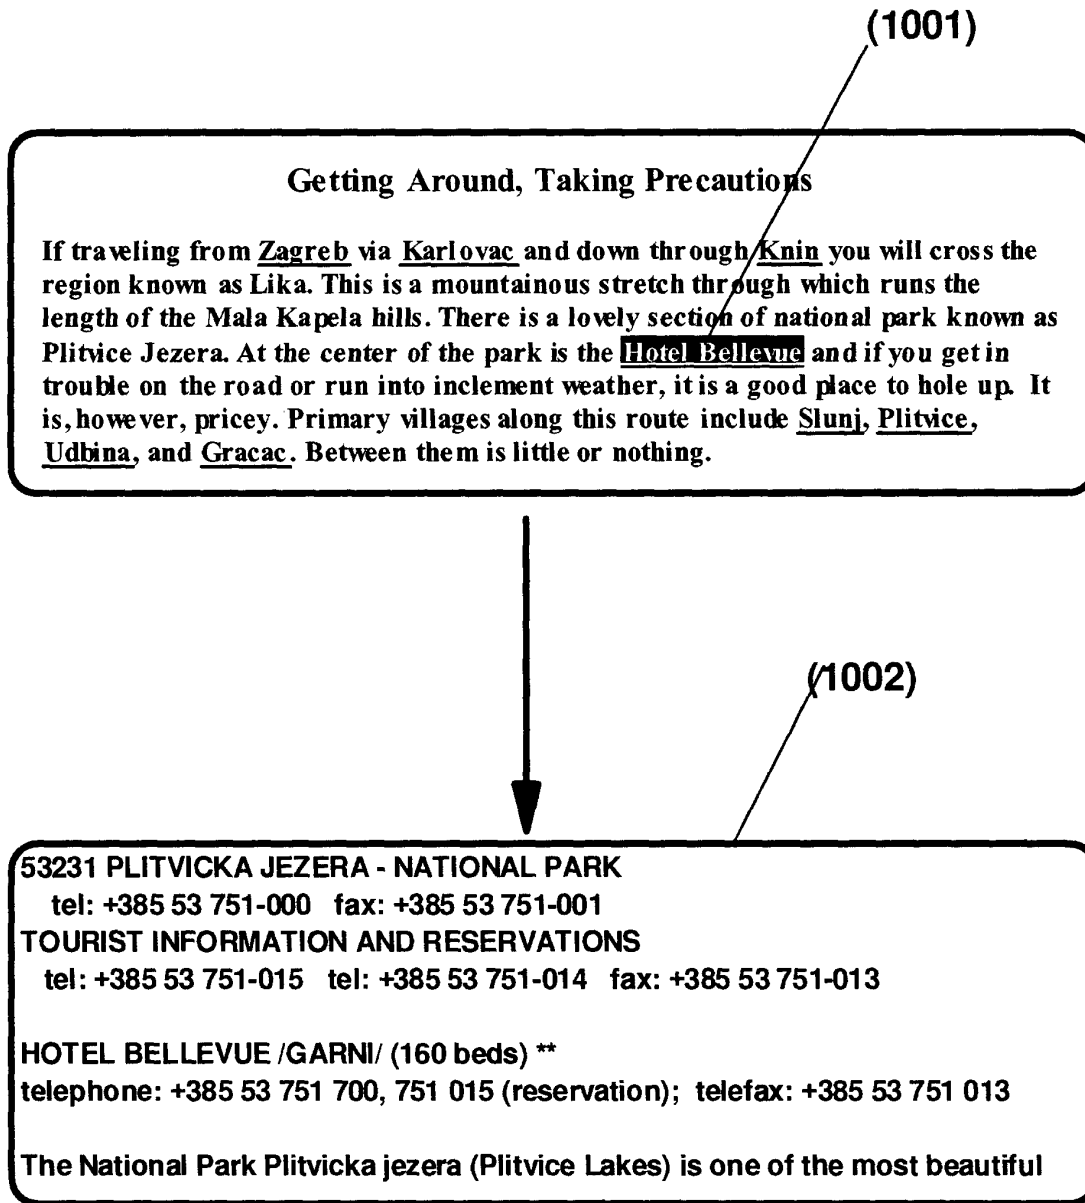 (1001)
Getting Around, Taking Precautions
If traveling from Zagreb via Karlovac and down through Knin you will cross the
region known as Lika. This is a mountainous stretch through which runs the
length of the Mala Kapela hills. There is a lovely section of national park known as
Plitvice Jezera. At the center of the park is the Hotel Bellevue and if you get in
trouble on the road or run into inclement weather, it is a good place to hole up. It
is, however, pricey. Primary villages along this route include Slunj, Plitvice,
Udbina, and Gracac. Between them is little or nothing.
(1002)
53231 PLITVICKA JEZERA - NATIONAL PARK
tel: +385 53 751-000 fax: +385 53 751-001
TOURIST INFORMATION AND RESERVATIONS
tel: +385 53 751-015 tel: +385 53 751-014 fax: +385 53 751-013
HOTEL BELLEVUE /GARNI/ (160 beds) **
telephone: +385 53 751 700, 751 015 (reservation); telefax: +385 53 751 013
The National Park Plitvicka jezera (Plitvice Lakes) is one of the most beautiful